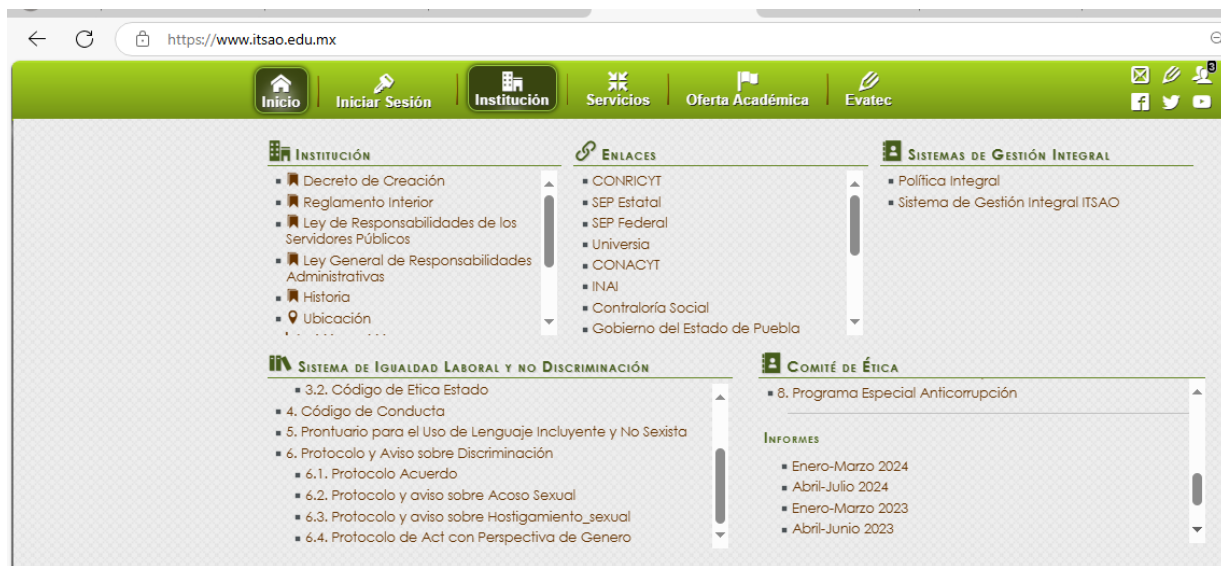 https://www.itsao.edu.mx
3
Inicio
Iniciar Sesión
Institución
Servicios
Oferta Académica
Evatec
Institución
Decreto de Creación
Reglamento Interior
Ley de Responsabilidades de los
Servidores Públicos
Ley General de Responsabilidades
Administrativas
Historia
Ubicación
Enlaces
CONRICYT
SEP Estatal
SEP Federal
Universia
CONACYT
INAI
Contraloría Social
Gobierno del Estado de Puebla
Sistemas de Gestión Integral
Política Integral
Sistema de Gestión Integral ITSAO
Sistema de Igualdad Laboral y no Discriminación
3.2. Código de Etica Estado
4. Código de Conducta
5. Prontuario para el Uso de Lenguaje Incluyente y No Sexista
6. Protocolo y Aviso sobre Discriminación
6.1. Protocolo Acuerdo
6.2. Protocolo y aviso sobre Acoso Sexual
6.3. Protocolo y aviso sobre Hostigamiento_sexual
6.4. Protocolo de Act con Perspectiva de Genero
Comité de Ética
8. Programa Especial Anticorrupción
Informes
Enero-Marzo 2024
Abril-Julio 2024
Enero-Marzo 2023
Abril-Junio 2023